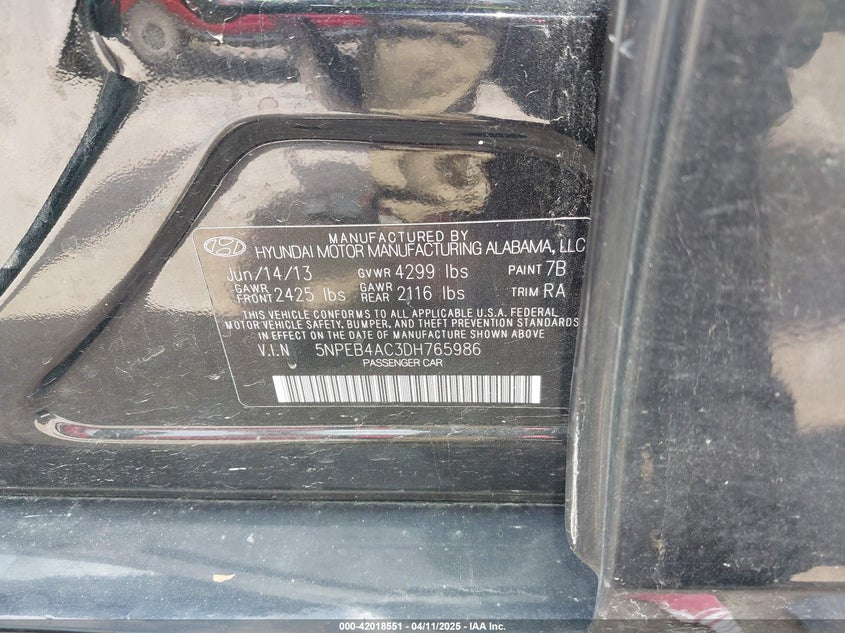 MANUFACTURED BY
HYUNDAI MOTOR MANUFACTURING ALABAMA, LLC
Jun/14/13 GVWR 4299 lbs PAINT 7B
GAWR FRONT 2425 lbs GAWR REAR 2116 lbs TRIM RA
THIS VEHICLE CONFORMS TO ALL APPLICABLE U.S.A. FEDERAL
MOTOR VEHICLE SAFETY, BUMPER, AND THEFT PREVENTION STANDARDS
IN EFFECT ON THE DATE OF MANUFACTURE SHOWN ABOVE
V.I.N 5NPEB4AC3DH765986
PASSENGER CAR
000-42018551 - 04/11/2025 - IAA Inc.